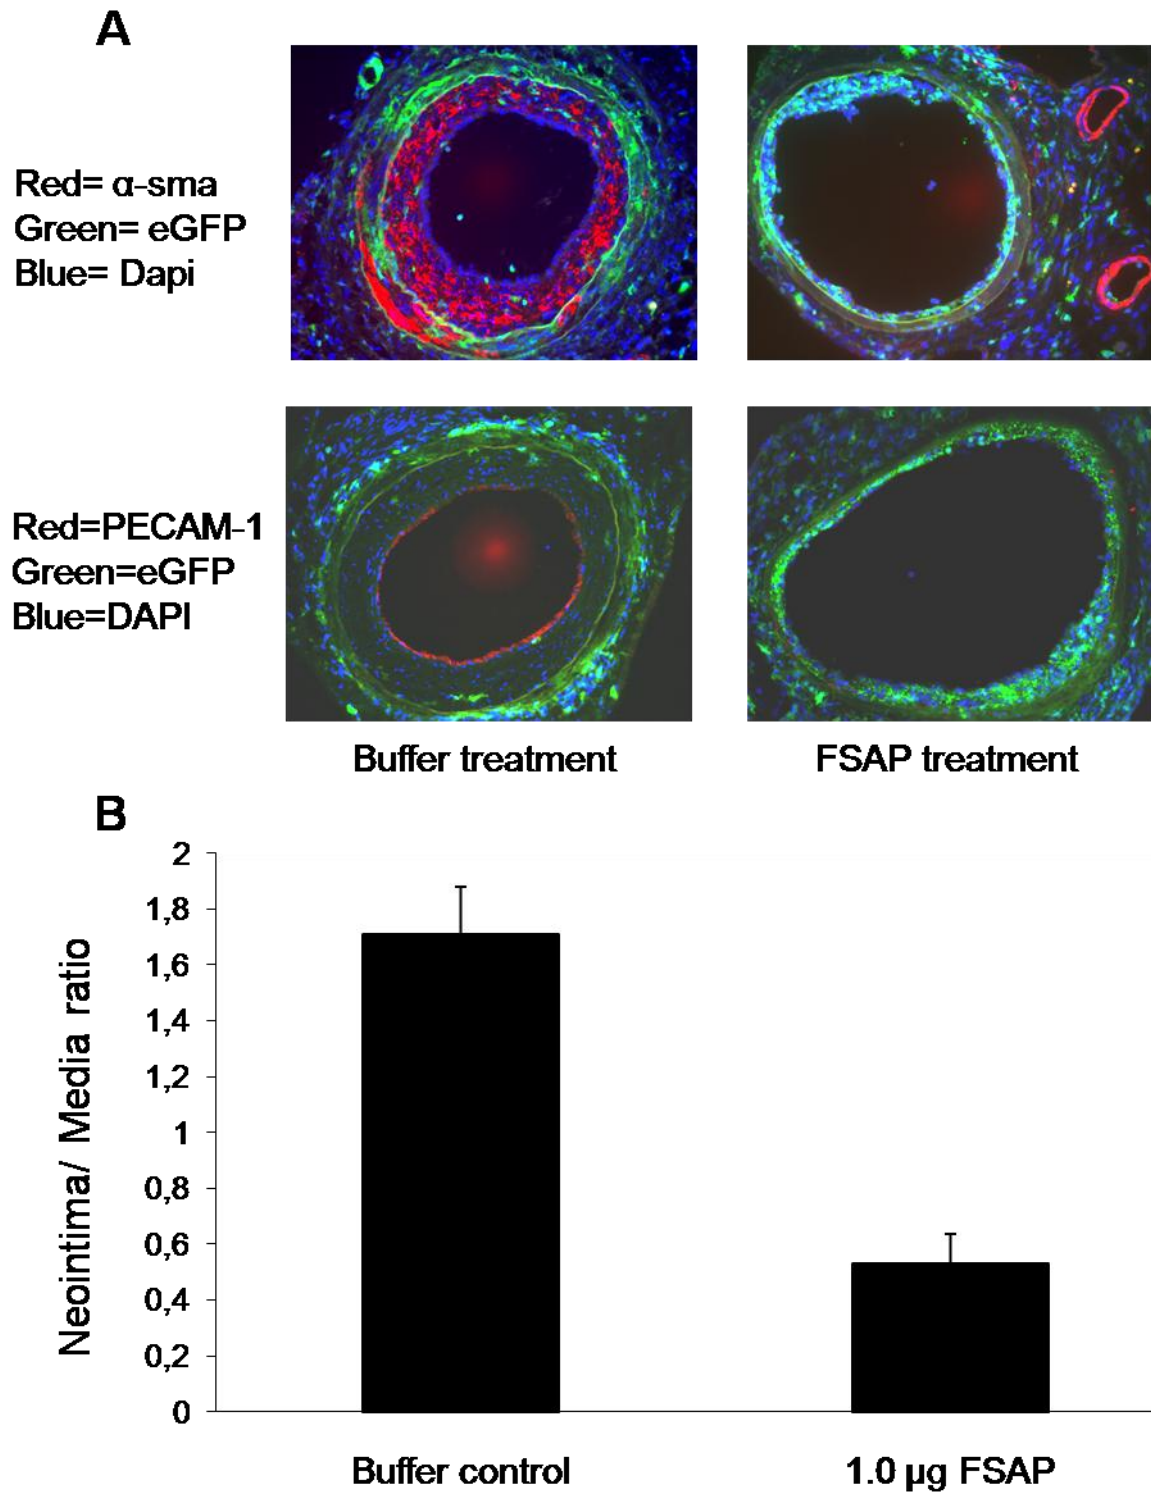 A
Red= α-sma
Green= eGFP
Blue= Dapi
Red=PECAM-1
Green=eGFP
Blue=DAPI
Buffer treatment
FSAP treatment
B
Neointima/ Media ratio
2
1,8
1,6
1,4
1,2
1
0,8
0,6
0,4
0,2
0
Buffer control
1.0 µg FSAP